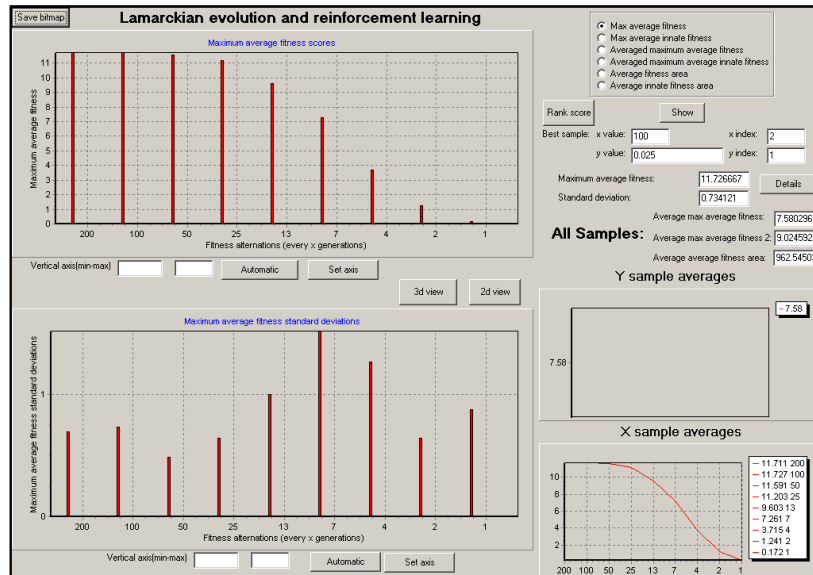 Save bitmap
Lamarckian evolution and reinforcement learning
Maximum average fitness scores
Maximum average fitness
11
10
9
8
7
6
5
4
3
2
1
0
200 100 50 25 13 7 4 2 1
Fitness alternations (every x generations)
Vertical axis(min-max) Automatic Set axis
3d view 2d view
Maximum average fitness standard deviations
Maximum average fitness standard deviations
1
0
200 100 50 25 13 7 4 2 1
Fitness alternations (every x generations)
Vertical axis(min-max) Automatic Set axis
Max average fitness
Max average innate fitness
Averaged maximum average fitness
Averaged maximum average innate fitness
Average fitness area
Average innate fitness area
Rank score Show
Best sample: x value: 100 x index: 2
y value: 0.025 y index: 1
Maximum average fitness: 11.726667
Standard deviation: 0.734121
Details
All Samples:
Average max average fitness: 7.580296
Average max average fitness 2: 9.024592
Average average fitness area: 962.54503
Y sample averages
7.58
7.58
X sample averages
10
8
6
4
2
200 100 50 25 13 7 4 2 1
11.711 200
11.727 100
11.591 50
11.203 25
9.603 13
7.261 7
3.715 4
1.241 2
0.172 1